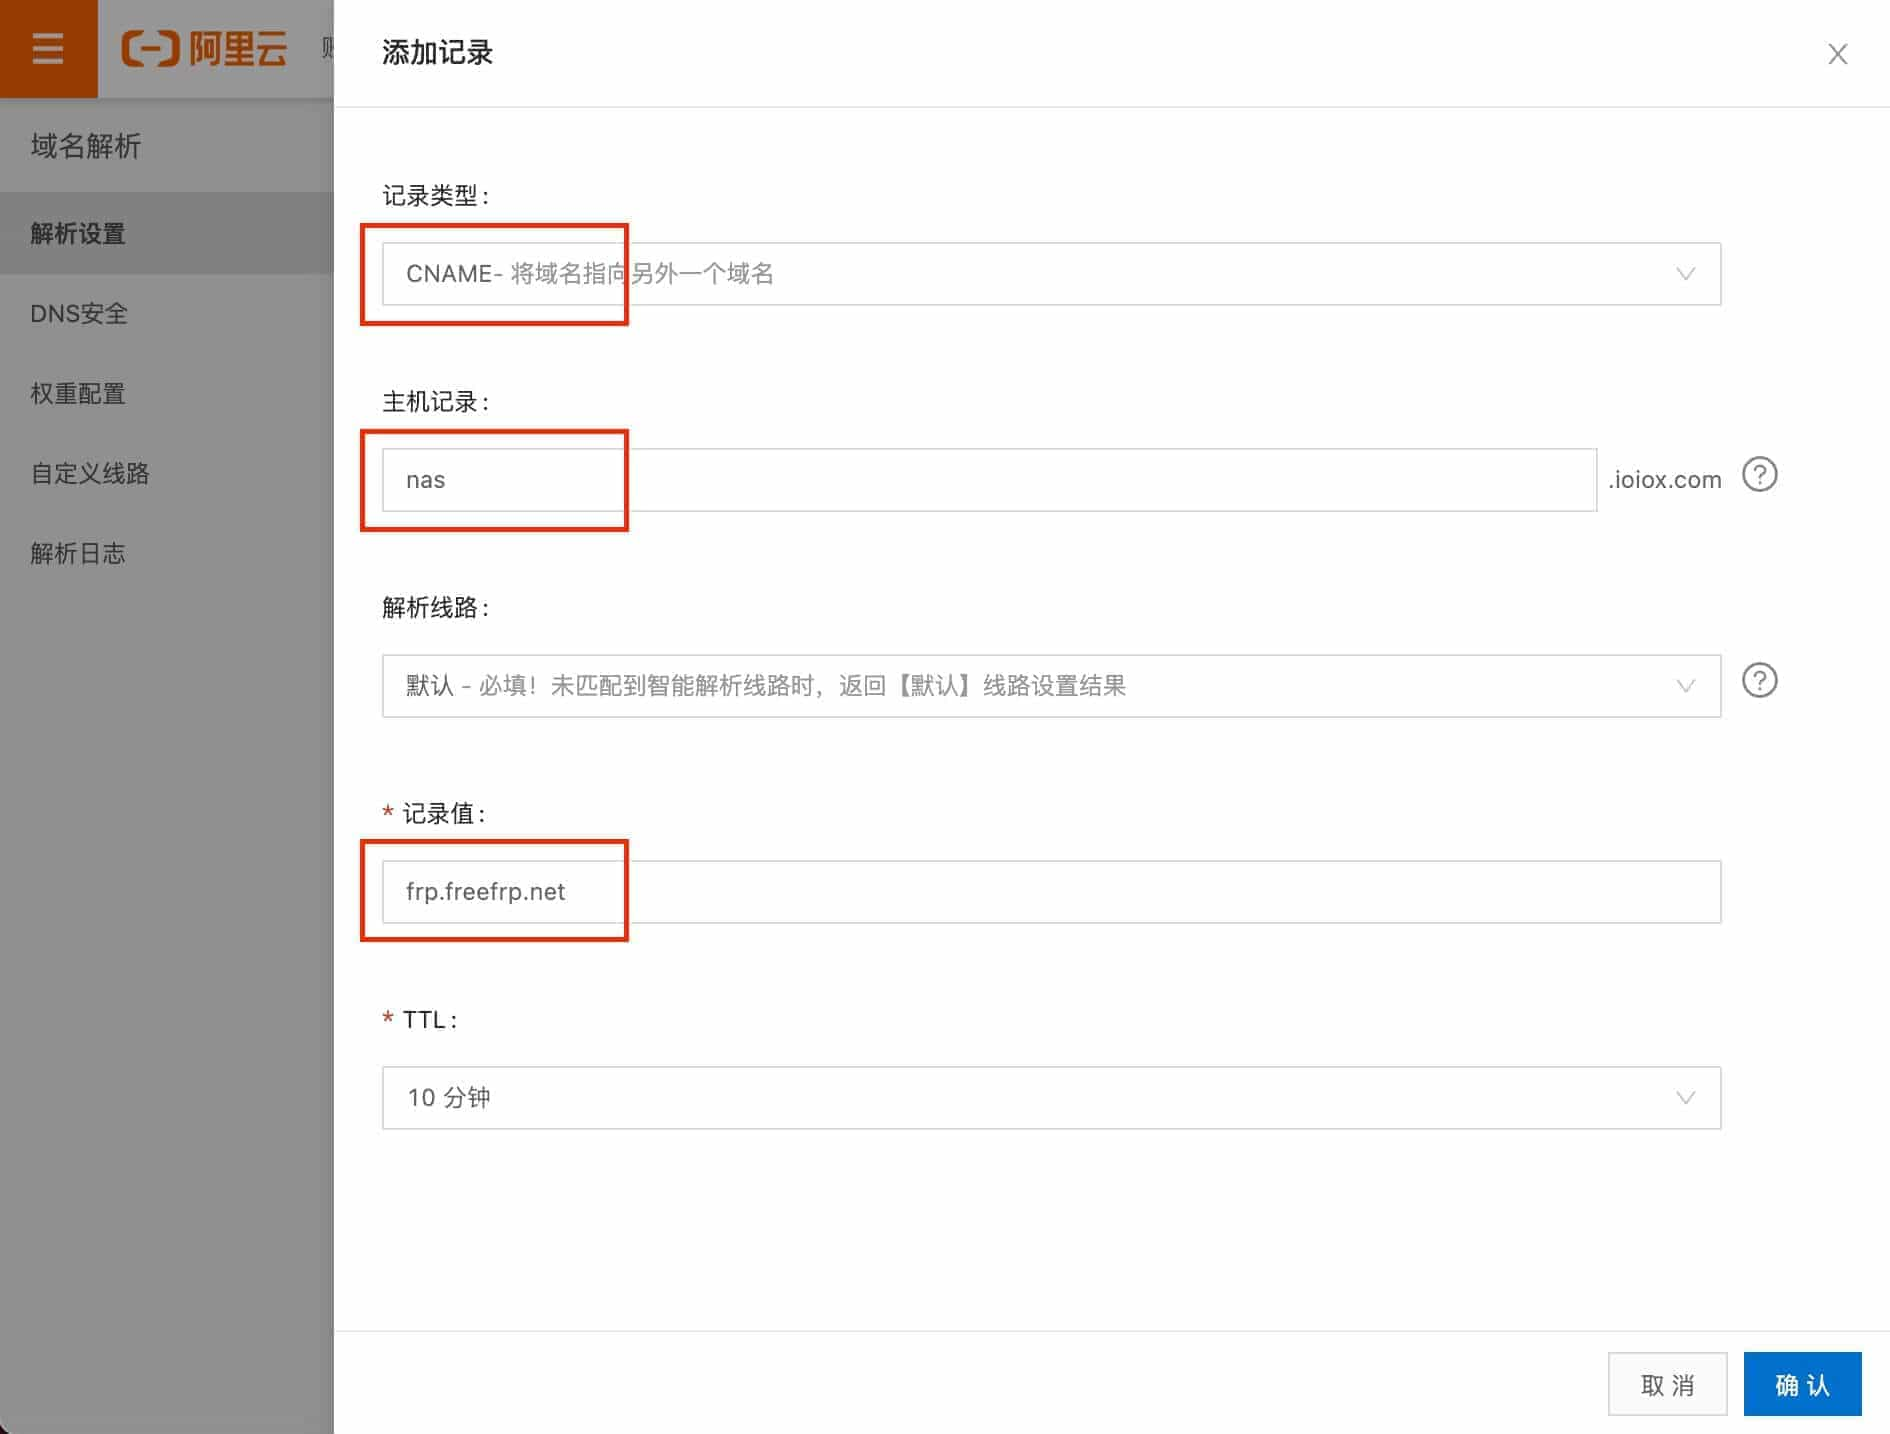 阿里云
添加记录
域名解析
解析设置
DNS安全
权重配置
自定义线路
解析日志
记录类型:
CNAME- 将域名指向另外一个域名
主机记录:
nas
.ioiox.com
解析线路:
默认 - 必填！未匹配到智能解析线路时，返回【默认】线路设置结果
* 记录值:
frp.freefrp.net
* TTL:
10 分钟
取 消
确 认